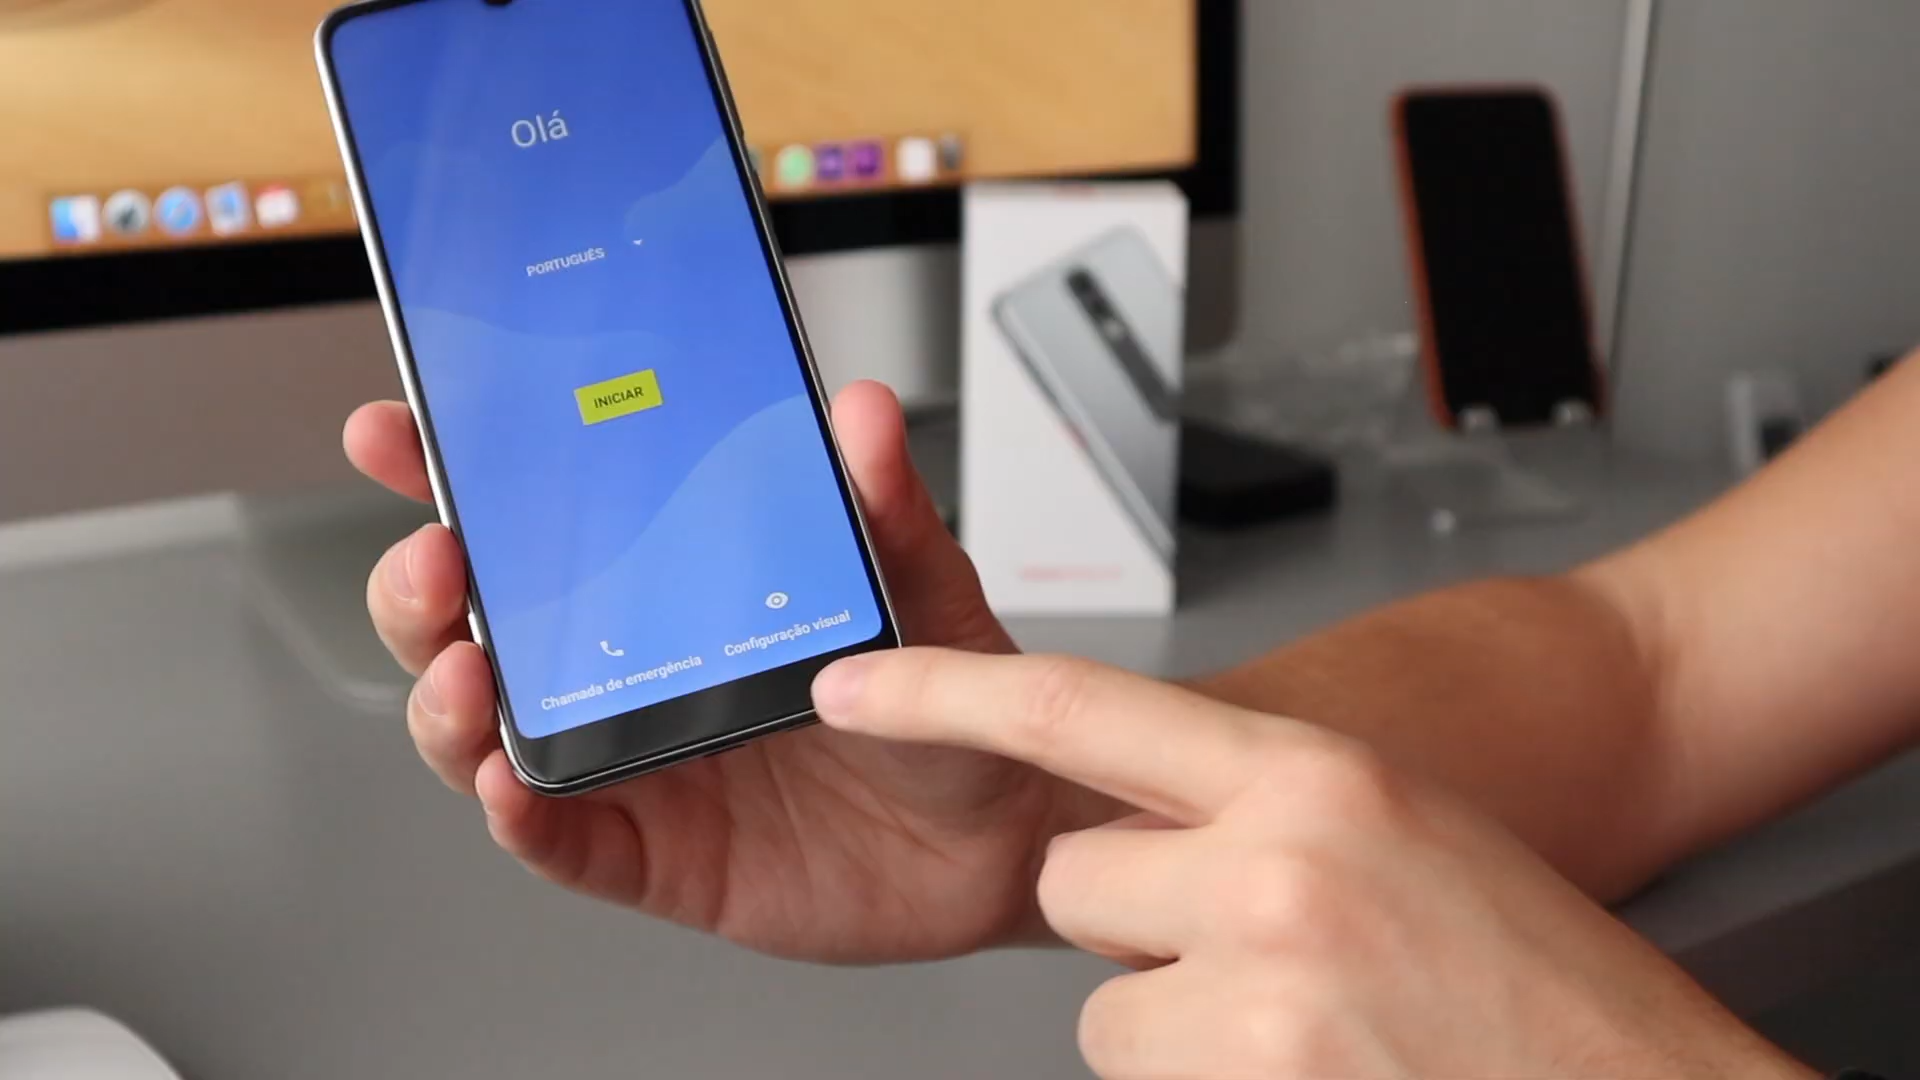 Olá
PORTUGUÊS
INICIAR
Chamada de emergência
Configuração visual